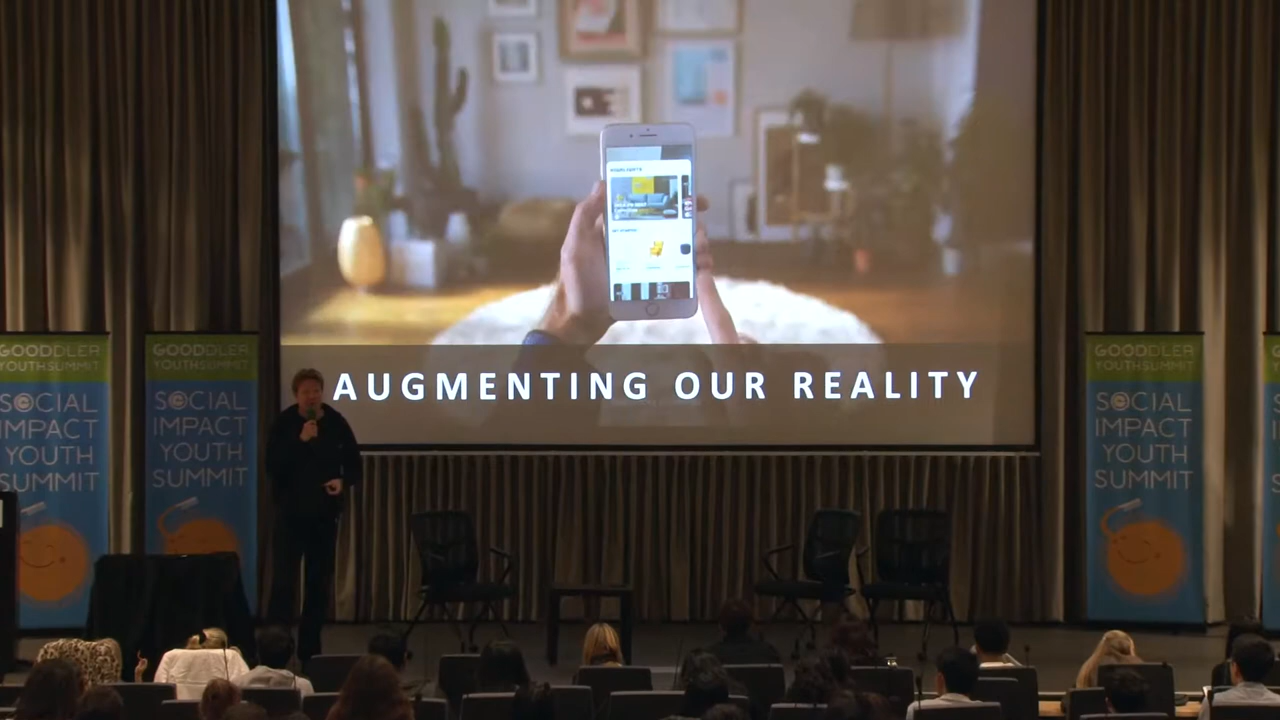 AUGMENTING OUR REALITY
GOODDLER
YOUTHSUMMIT
SOCIAL
IMPACT
YOUTH
SUMMIT
GOODDLER
YOUTHSUMMIT
SOCIAL
IMPACT
YOUTH
SUMMIT
GOODDLER
YOUTHSUMMIT
SOCIAL
IMPACT
YOUTH
SUMMIT